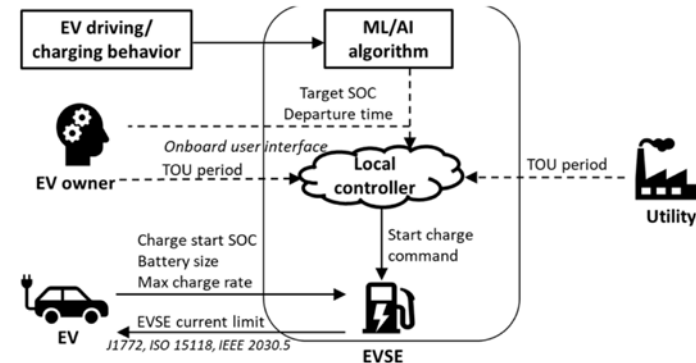 EV driving/
charging behavior
ML/AI
algorithm
Target SOC
Departure time
Onboard user interface
EV owner
TOU period
Local
controller
TOU period
Utility
Charge start SOC
Battery size
Max charge rate
Start charge
command
EVSE current limit
EV
J1772, ISO 15118, IEEE 2030.5
EVSE